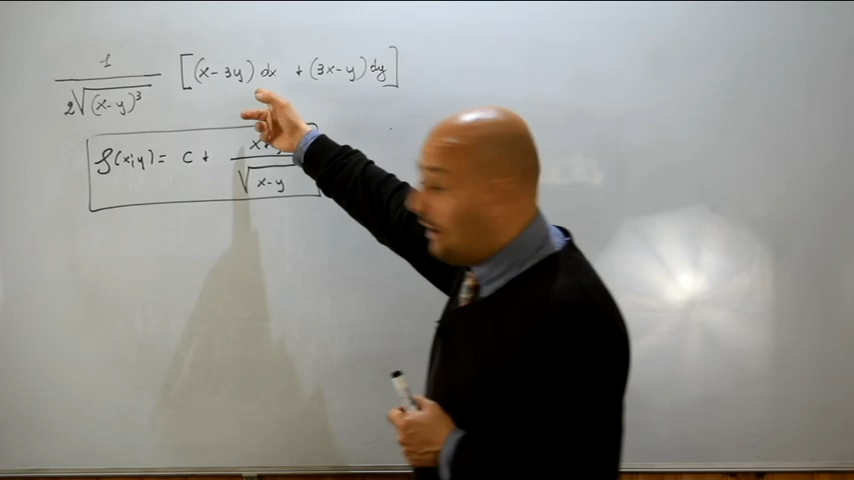 1 / 2√(x-y)³ [(x-3y) dx + (3x-y) dy]
f(x,y) = c + x+y / √x-y